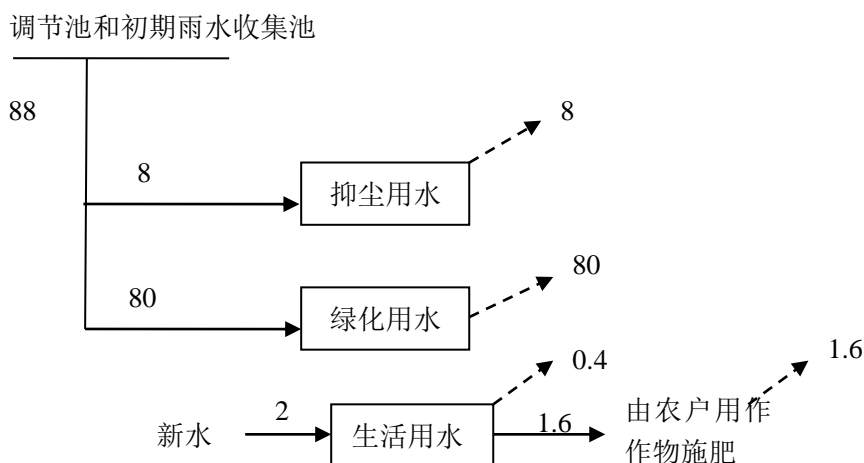 调节池和初期雨水收集池
88
8
8
抑尘用水
80
80
绿化用水
0.4
1.6
新水
2
生活用水
1.6
由农户用作
作物施肥